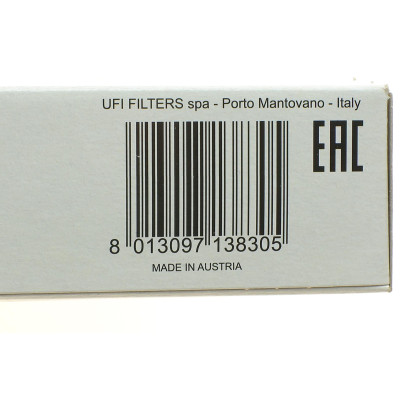 UFI FILTERS spa - Porto Mantovano - Italy
EAC
8 013097 138305
MADE IN AUSTRIA